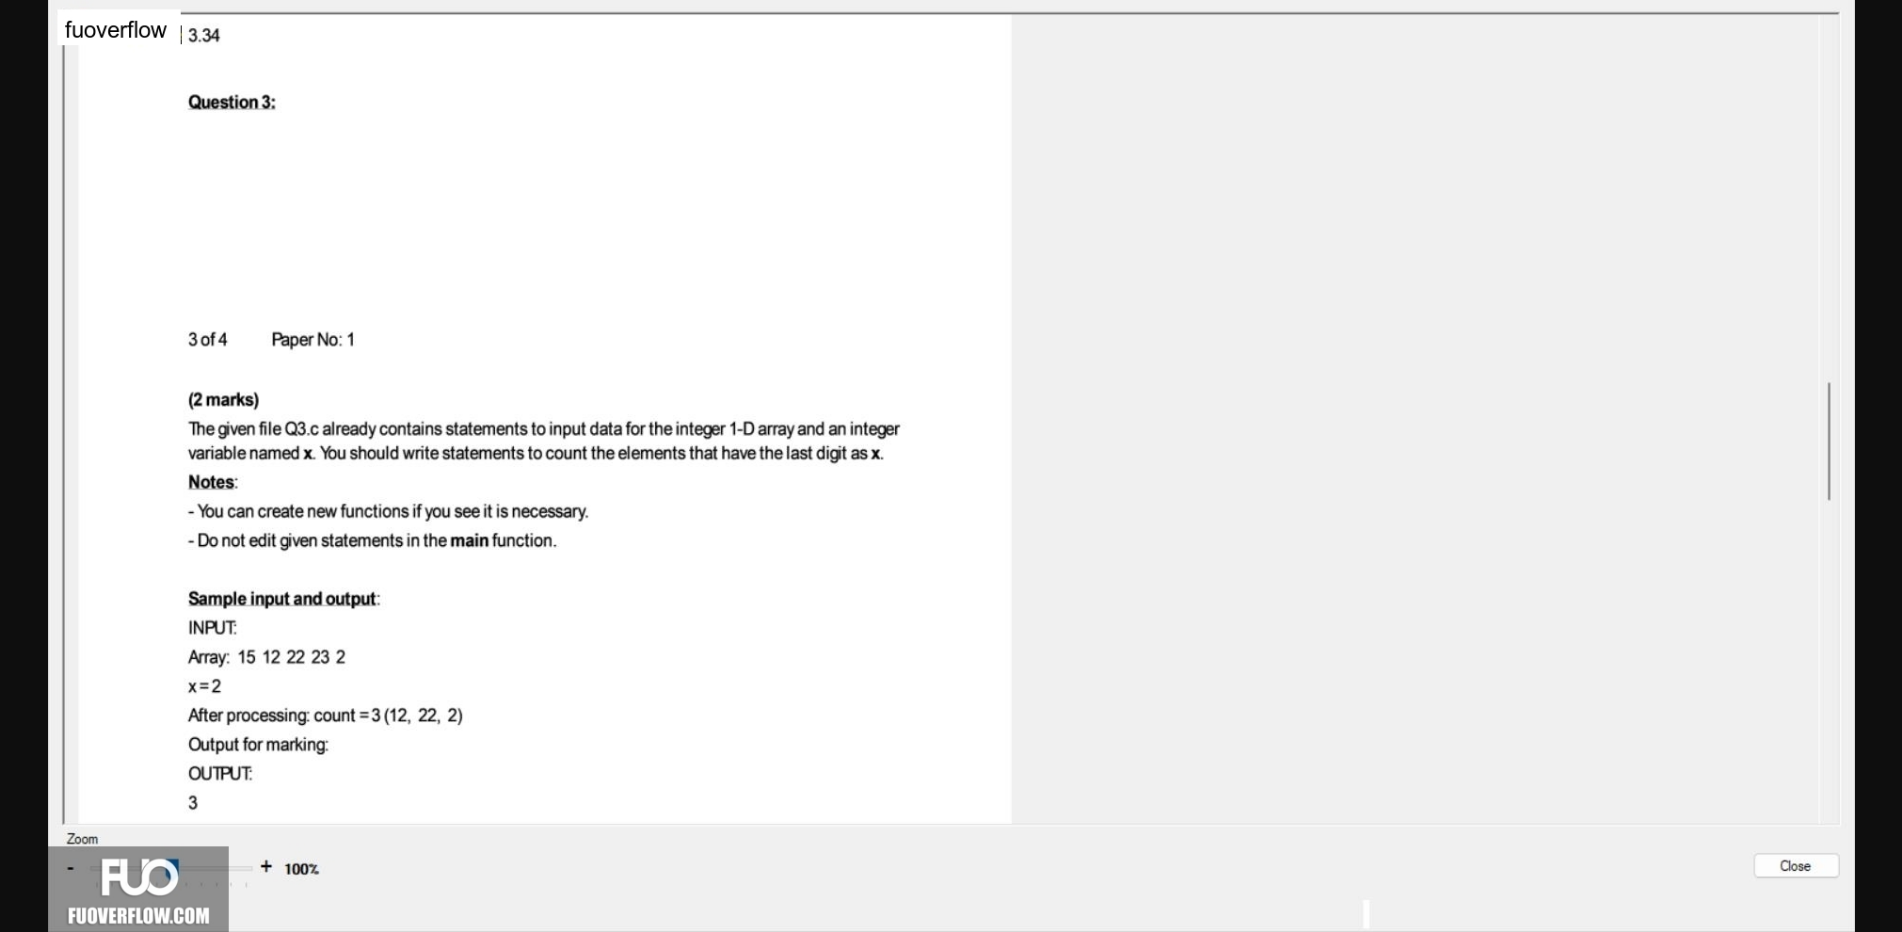 fuoverflow
3.34
Question 3:
3 of 4 Paper No: 1
(2 marks)
The given file Q3.c already contains statements to input data for the integer 1-D array and an integer
variable named x. You should write statements to count the elements that have the last digit as x.
Notes:
- You can create new functions if you see it is necessary.
- Do not edit given statements in the main function.
Sample input and output:
INPUT:
Array: 15 12 22 23 2
x = 2
After processing: count = 3 (12, 22, 2)
Output for marking:
OUTPUT:
3
Zoom
- + 100%
Close
FUO
FUOVERFLOW.COM